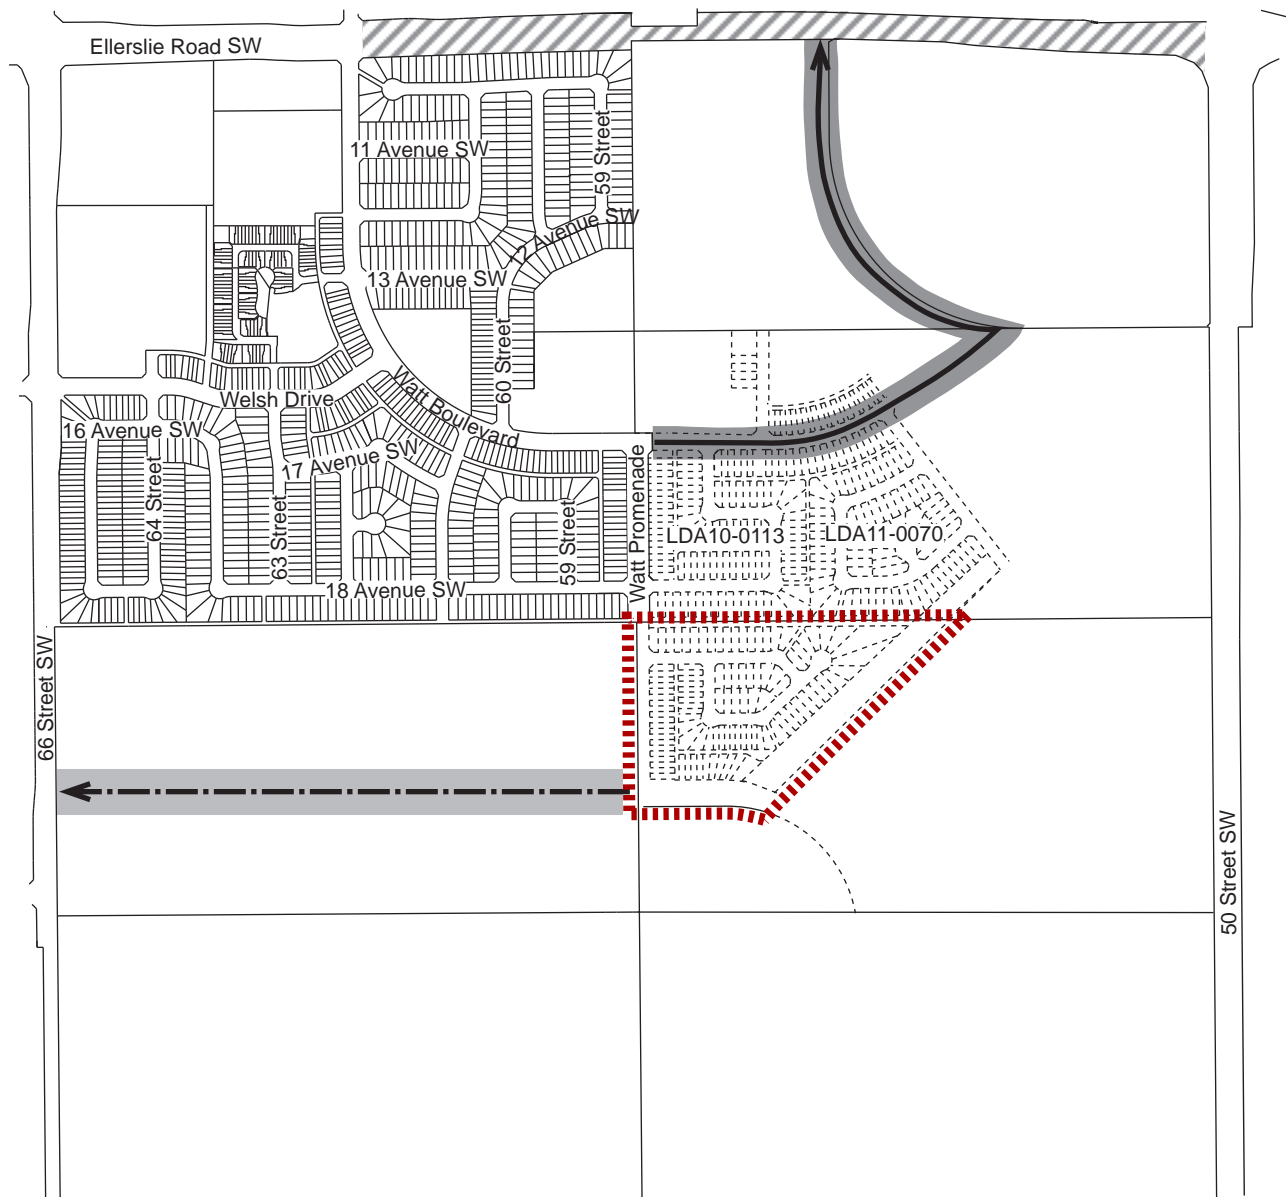 Ellerslie Road SW
11 Avenue SW
59 Street
12 Avenue SW
13 Avenue SW
60 Street
Welsh Drive
Watt Boulevard
16 Avenue SW
17 Avenue SW
64 Street
63 Street
59 Street
Watt Promenade
LDA10-0113
LDA11-0070
18 Avenue SW
66 Street SW
50 Street SW